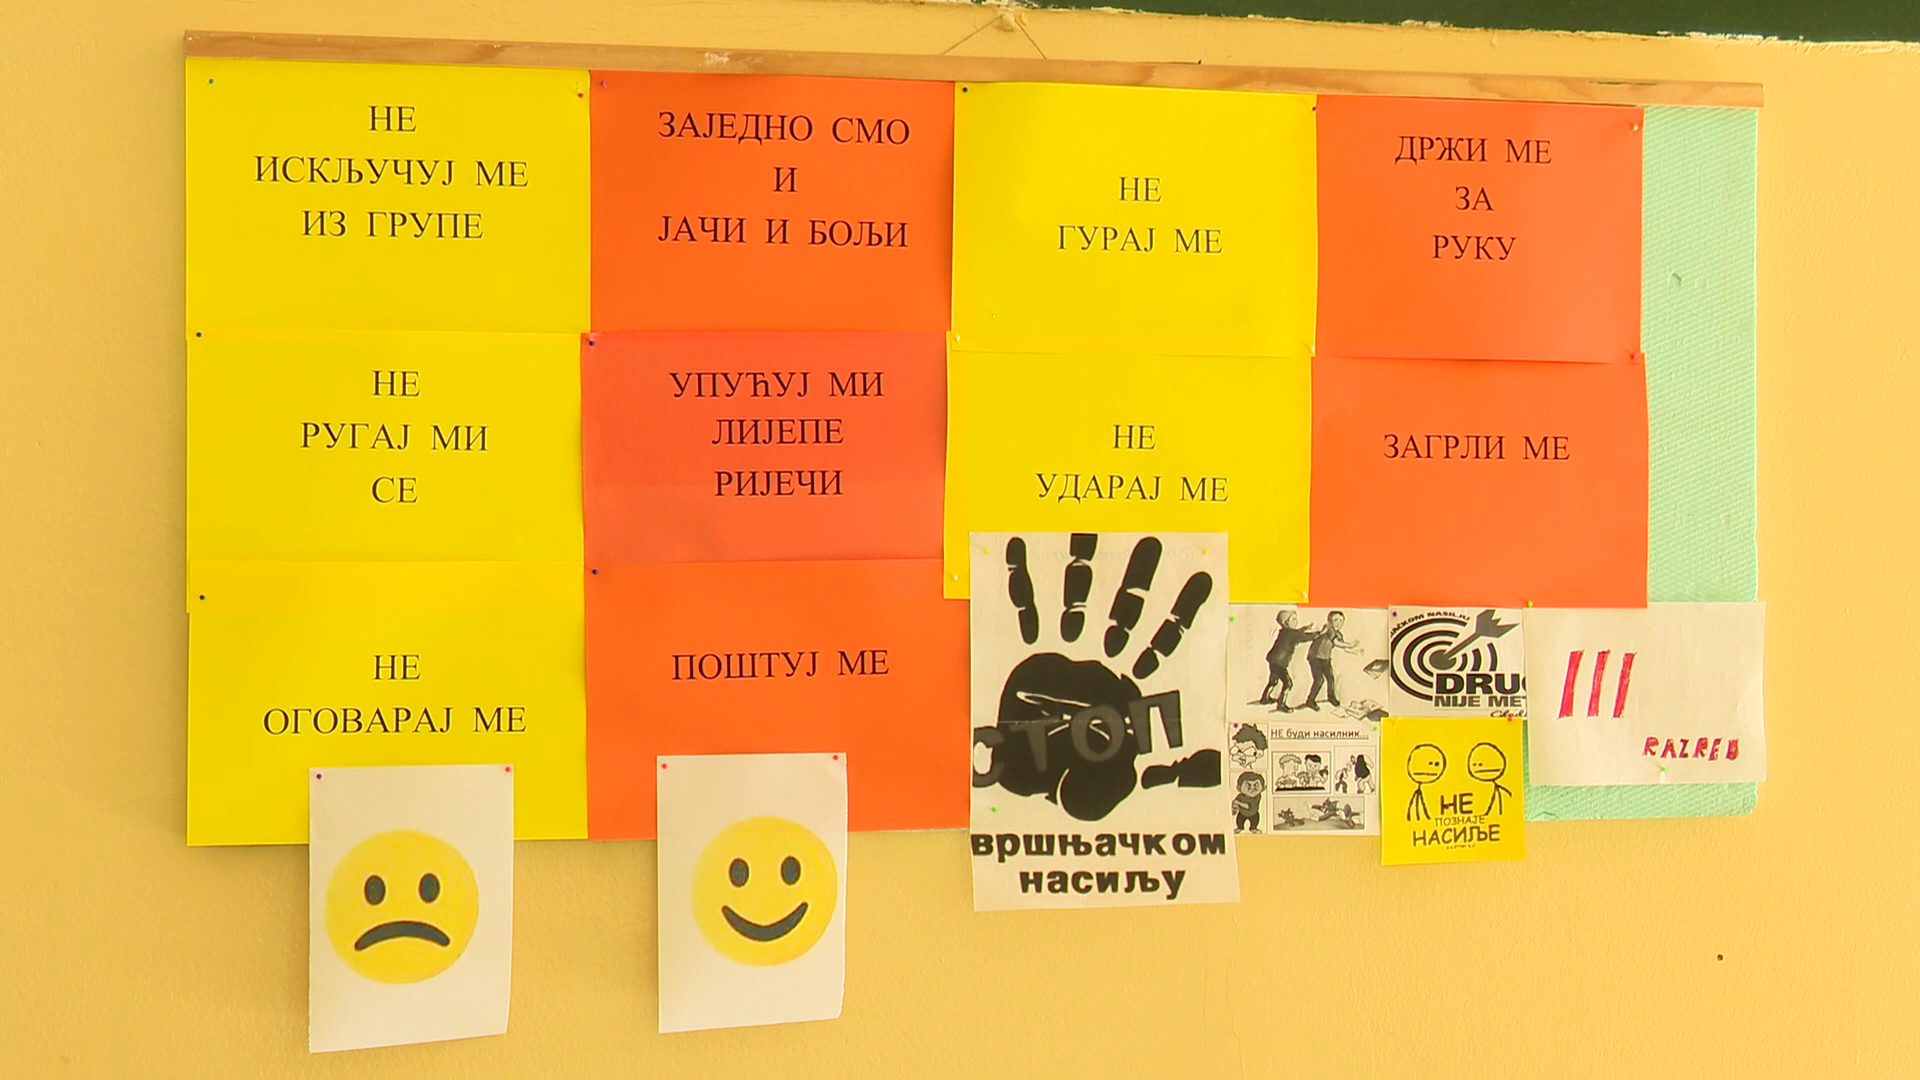 НЕ
ИСКЉУЧУЈ МЕ
ИЗ ГРУПЕ
ЗАЈЕДНО СМО
И
ЈАЧИ И БОЉИ
НЕ
ГУРАЈ МЕ
ДРЖИ МЕ
ЗА
РУКУ
НЕ
РУГАЈ МИ
СЕ
УПУЋУЈ МИ
ЛИЈЕПЕ
РИЈЕЧИ
НЕ
УДАРАЈ МЕ
ЗАГРЛИ МЕ
НЕ
ОГОВАРАЈ МЕ
ПОШТУЈ МЕ
СТОП
вршњачком
насиљу
NASILJU
NIJE
НЕ буди насилник...
НЕ
ПОЗНАЈЕ
НАСИЉЕ
III
RAZRED